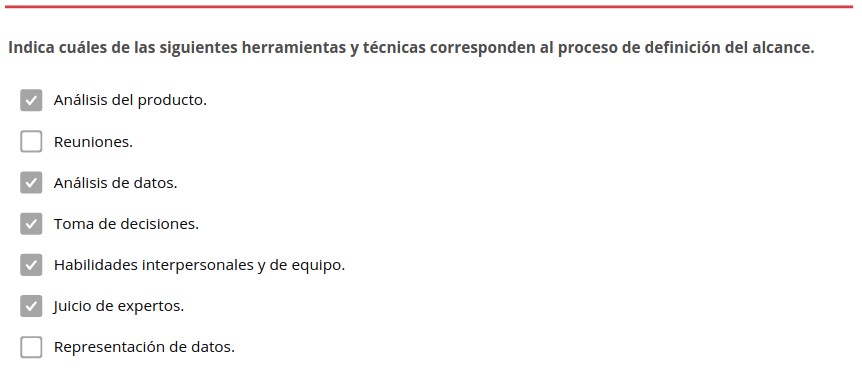 Indica cuáles de las siguientes herramientas y técnicas corresponden al proceso de definición del alcance.
Análisis del producto.
Reuniones.
Análisis de datos.
Toma de decisiones.
Habilidades interpersonales y de equipo.
Juicio de expertos.
Representación de datos.